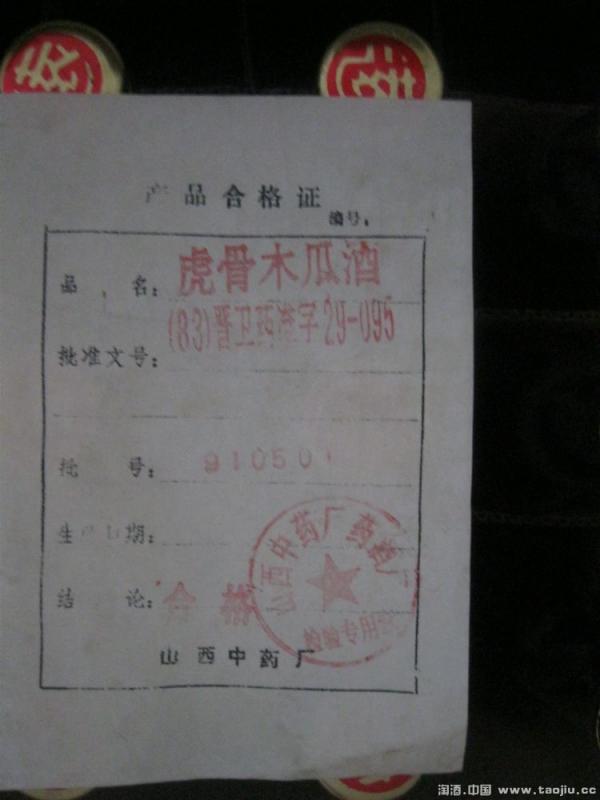 产品合格证
编号:
品 名: 虎骨木瓜酒
批准文号: (83)晋卫药准字29-095
批 号: 910501
生产日期:
结 论: 合格
山西中药厂
检验专用
山西中药厂
淘酒.中国 www.taojiu.cc